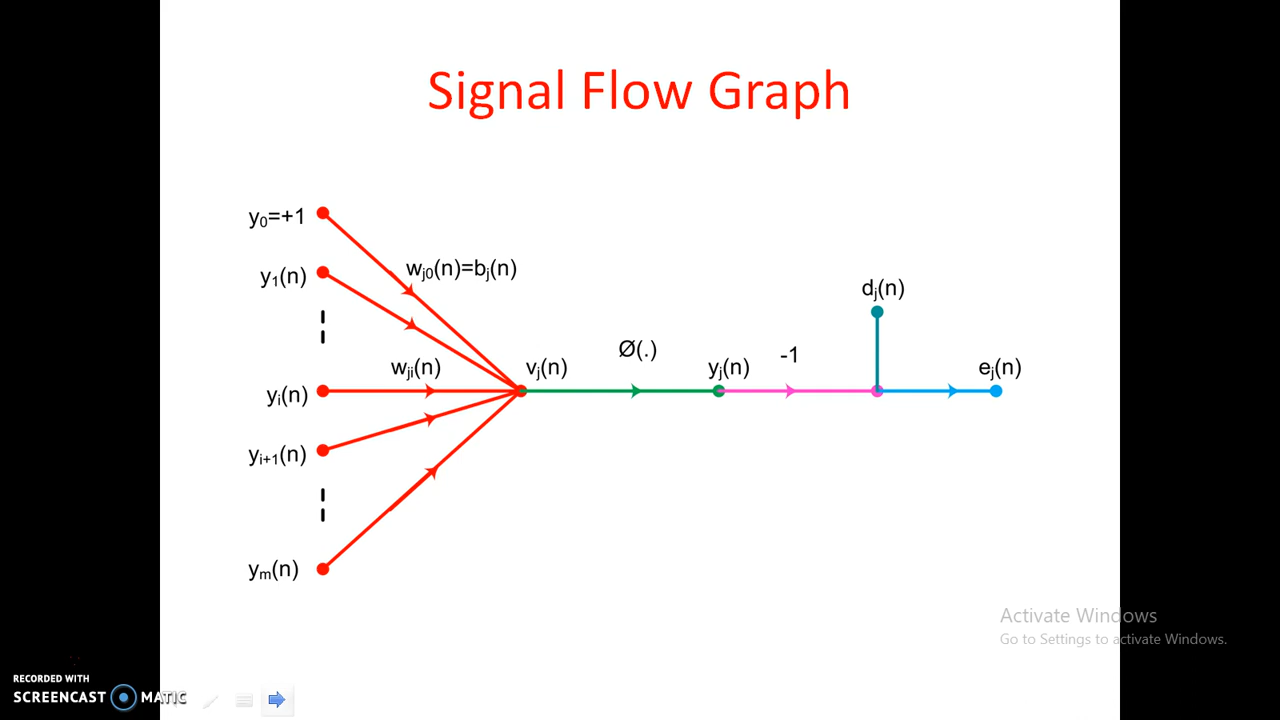 Signal Flow Graph
y₀=+1
wⱼ₀(n)=bⱼ(n)
y₁(n)
dⱼ(n)
Ø(.)
-1
wⱼᵢ(n)
vⱼ(n)
yⱼ(n)
eⱼ(n)
yᵢ(n)
yᵢ₊₁(n)
yₘ(n)
Activate Windows
Go to Settings to activate Windows.
RECORDED WITH
SCREENCAST MATIC